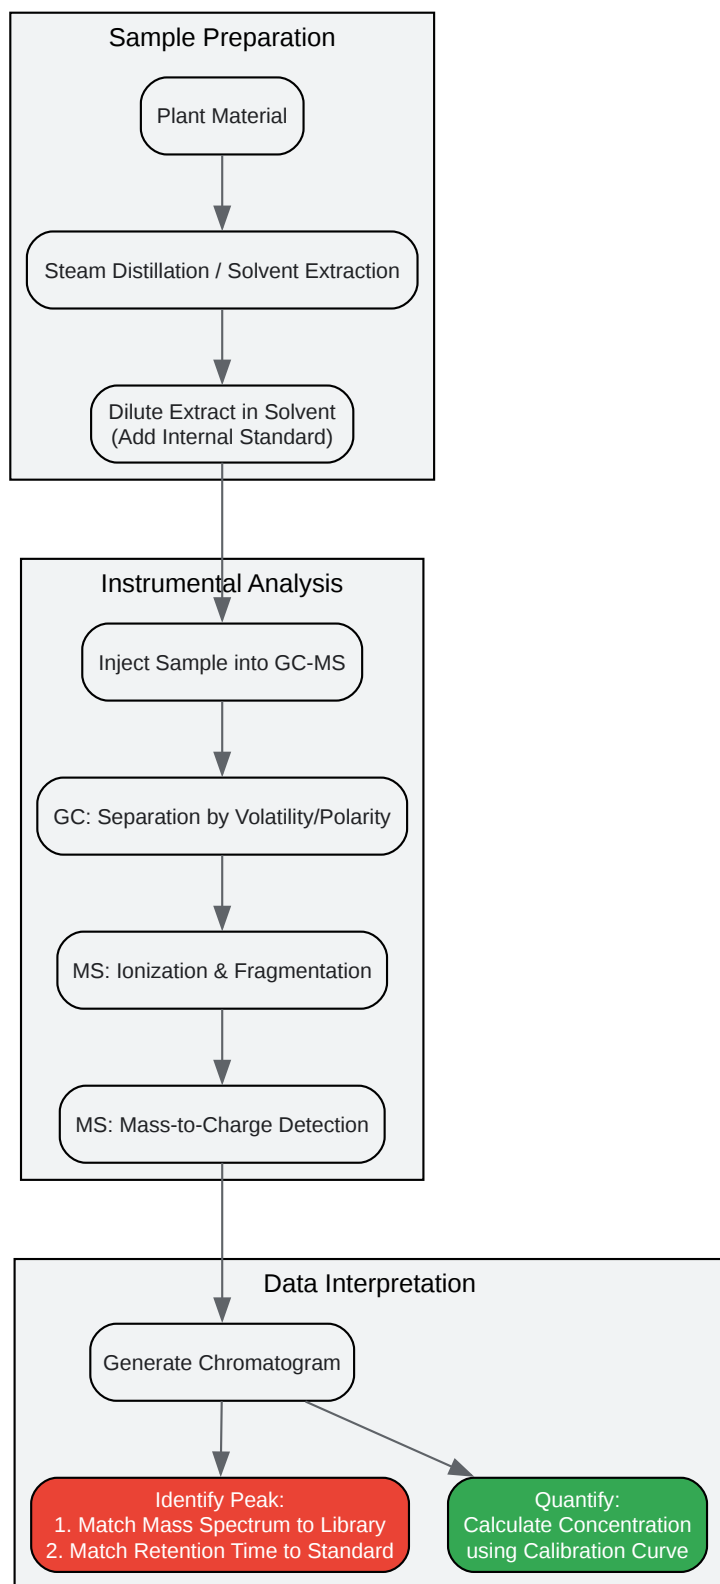 Sample Preparation
Plant Material
Steam Distillation / Solvent Extraction
Dilute Extract in Solvent
(Add Internal Standard)
Instrumental Analysis
Inject Sample into GC-MS
GC: Separation by Volatility/Polarity
MS: Ionization & Fragmentation
MS: Mass-to-Charge Detection
Data Interpretation
Generate Chromatogram
Identify Peak:
1. Match Mass Spectrum to Library
2. Match Retention Time to Standard
Quantify:
Calculate Concentration
using Calibration Curve